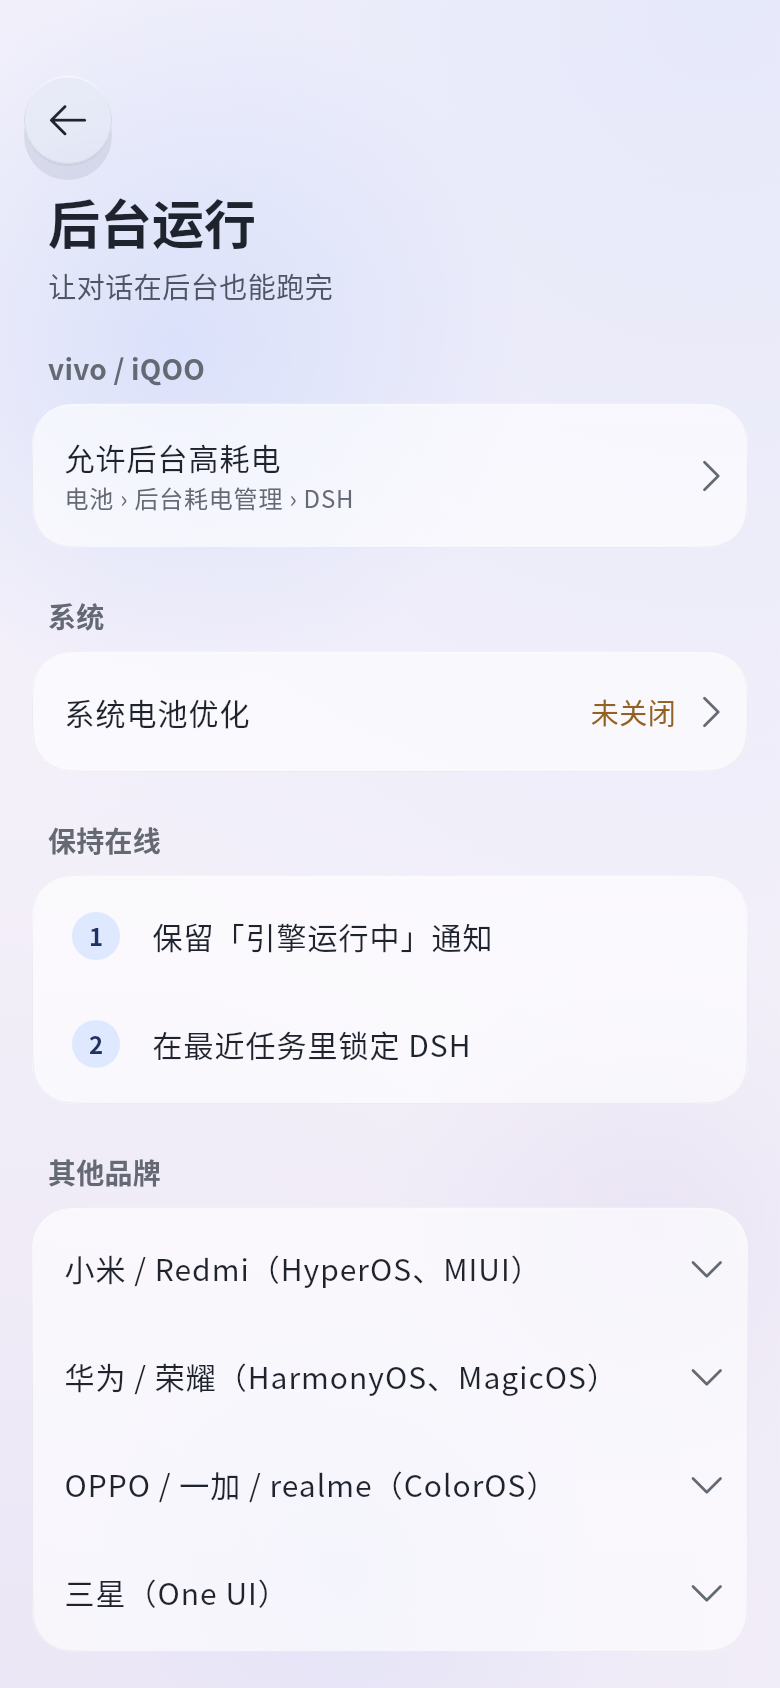 后台运行
让对话在后台也能跑完
vivo / iQOO
允许后台高耗电
电池 › 后台耗电管理 › DSH
系统
系统电池优化 未关闭
保持在线
1 保留「引擎运行中」通知
2 在最近任务里锁定 DSH
其他品牌
小米 / Redmi（HyperOS、MIUI）
华为 / 荣耀（HarmonyOS、MagicOS）
OPPO / 一加 / realme（ColorOS）
三星（One UI）